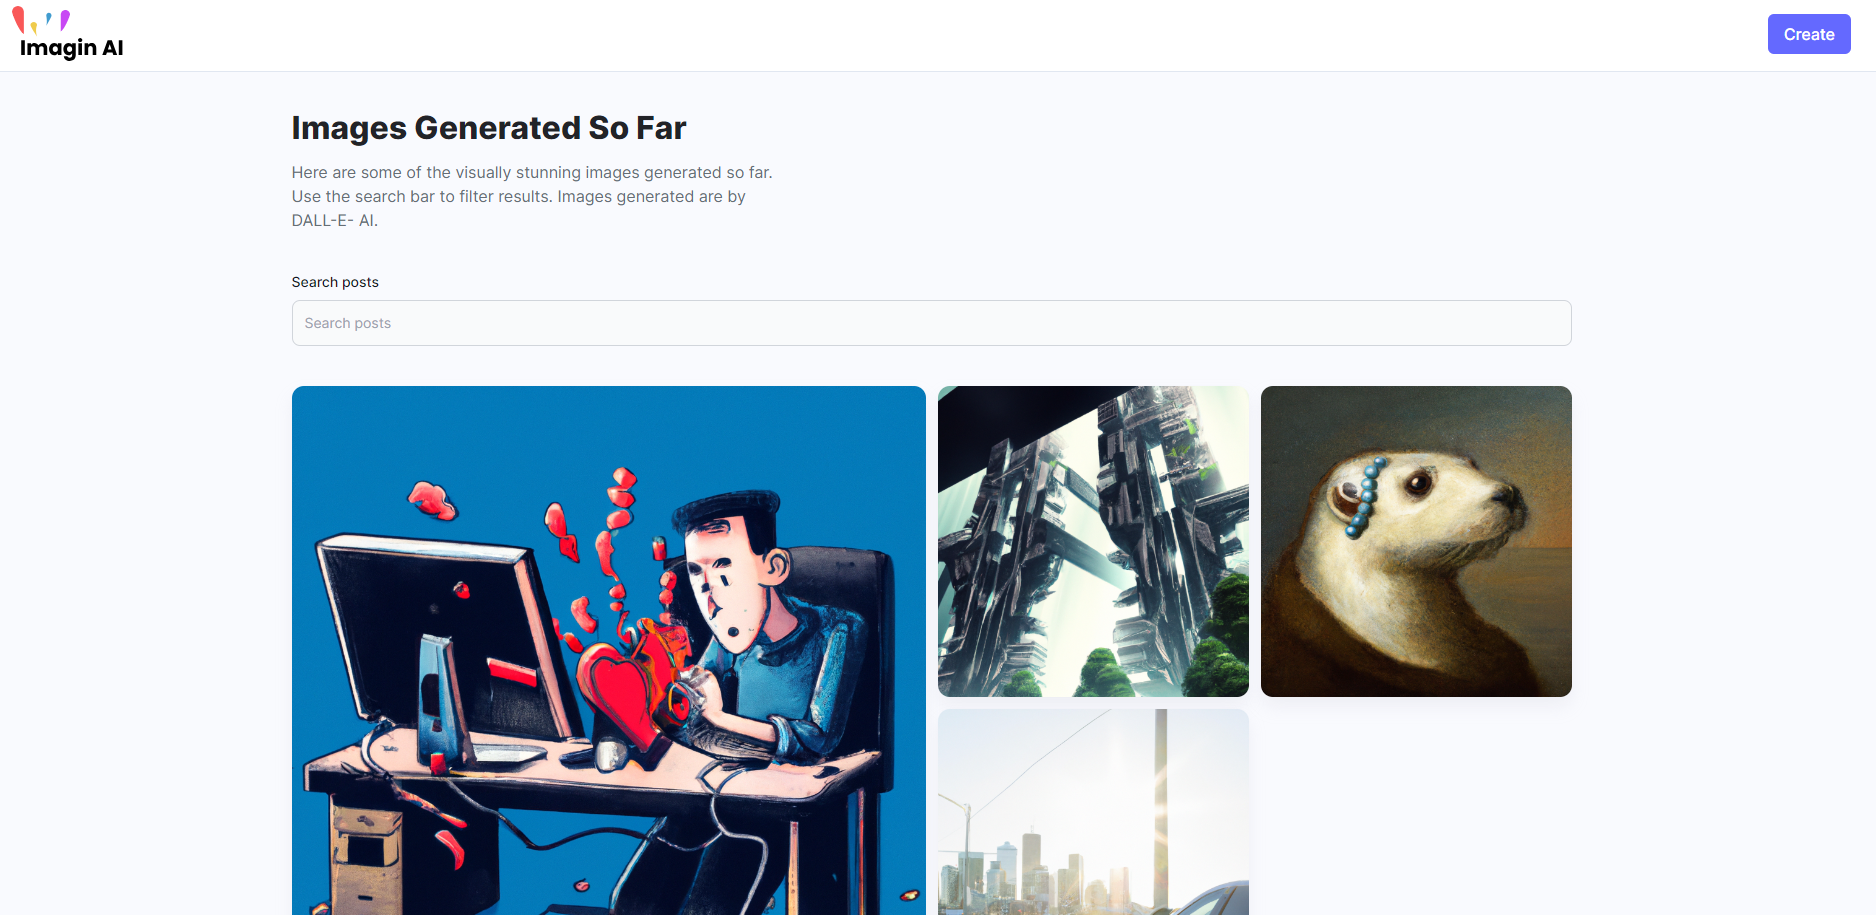 Imagin AI
Create
Images Generated So Far
Here are some of the visually stunning images generated so far.
Use the search bar to filter results. Images generated are by
DALL-E- AI.
Search posts
Search posts